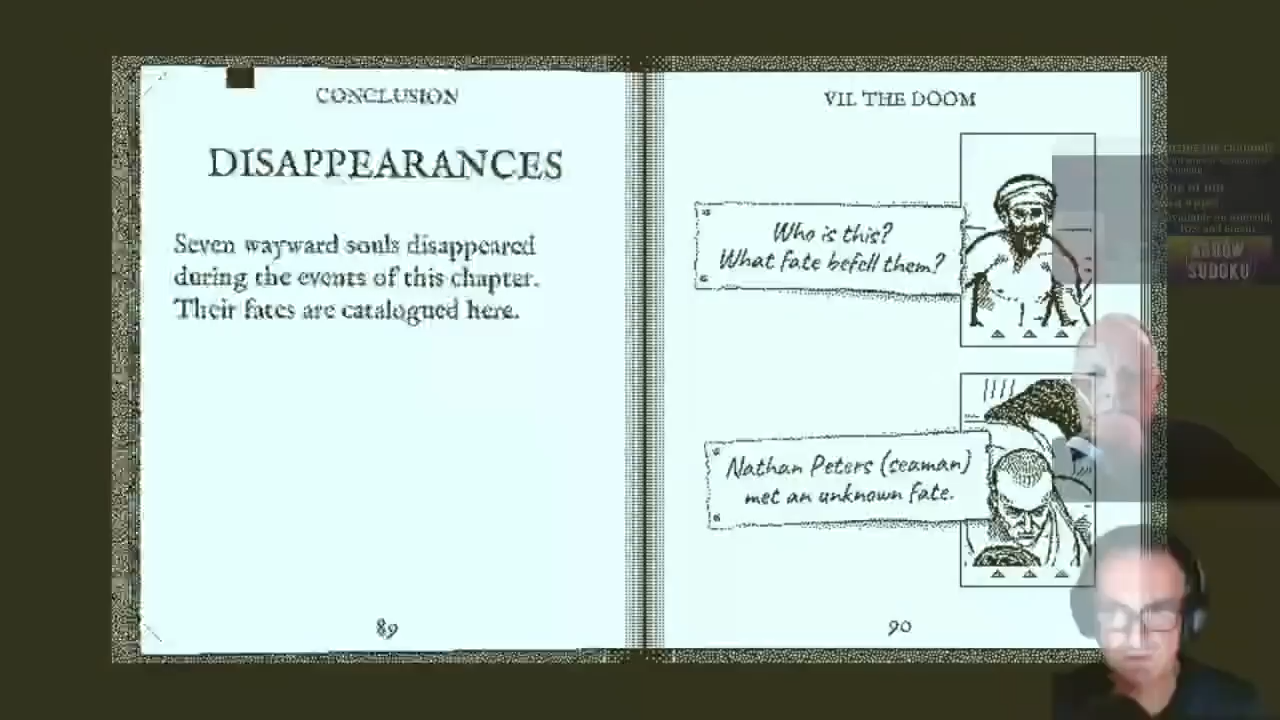 CONCLUSION
DISAPPEARANCES
Seven wayward souls disappeared
during the events of this chapter.
Their fates are catalogued here.
89
VII. THE DOOM
Who is this?
What fate befell them?
Nathan Peters (seaman)
met an unknown fate.
90
SUDOKU